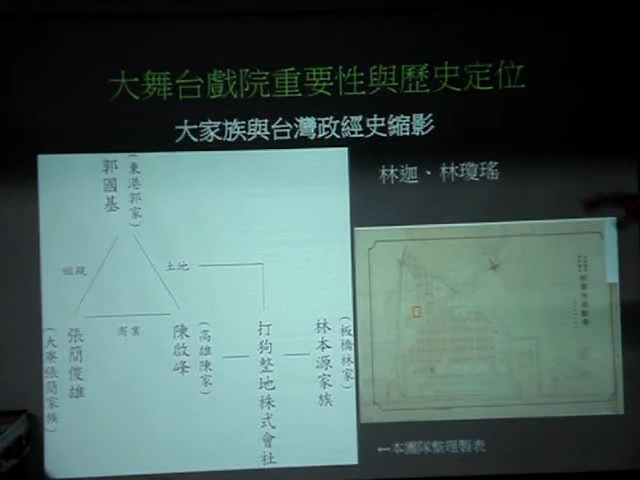 大舞台戲院重要性與歷史定位
大家族與台灣政經史縮影
林迦、林瓊瑤
郭國基
(東港郭家)
土地
商業
張簡俊雄
(大寮張簡家族)
陳啟峰
(高雄陳家)
打狗整地株式會社
林本源家族
(板橋林家)
←本團隊整理製表